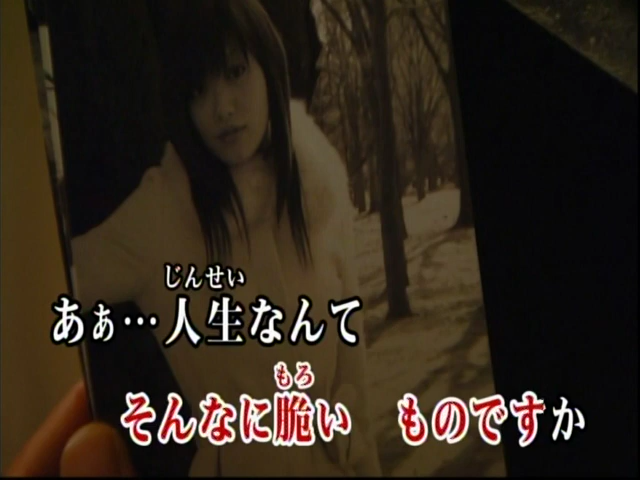 じんせい
あぁ…人生なんて
もろ
そんなに脆い ものですか